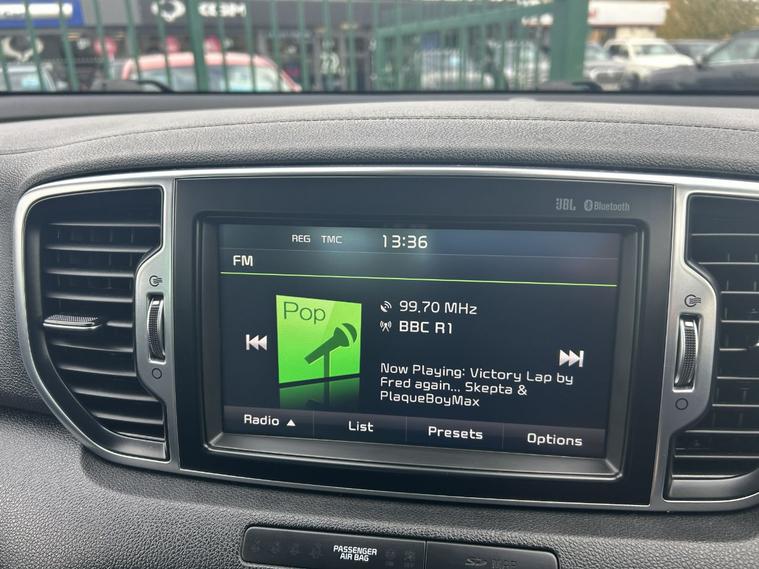 KGM
JBL Bluetooth
REG TMC 13:36
FM
Pop
99.70 MHz
BBC R1
Now Playing: Victory Lap by
Fred again... Skepta &
PlaqueBoyMax
Radio ▲ List Presets Options
PASSENGER
AIR BAG